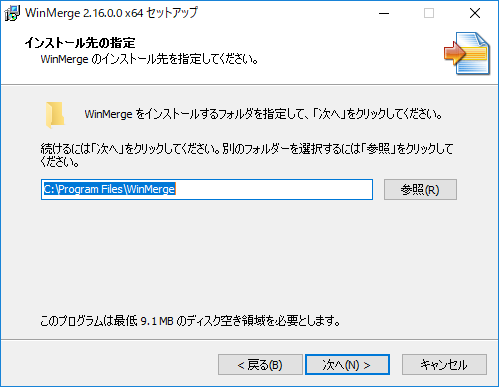 WinMerge 2.16.0.0 x64 セットアップ
インストール先の指定
WinMerge のインストール先を指定してください。
WinMerge をインストールするフォルダを指定して、「次へ」をクリックしてください。
続けるには「次へ」をクリックしてください。別のフォルダーを選択するには「参照」をクリックして
ください。
C:\Program Files\WinMerge
参照(R)
このプログラムは最低 9.1 MB のディスク空き領域を必要とします。
< 戻る(B)
次へ(N) >
キャンセル